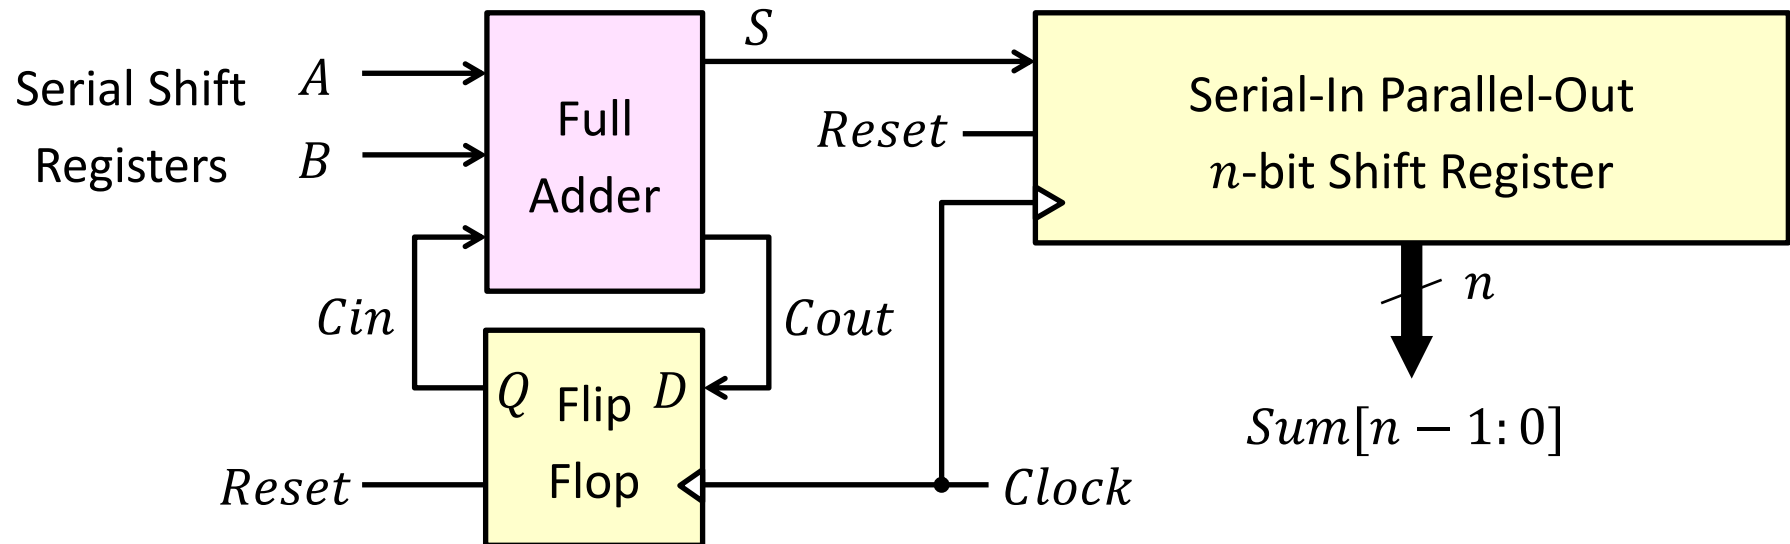 Serial Shift
Registers
A
B
Full
Adder
S
Reset
Serial-In Parallel-Out
n-bit Shift Register
Cin
Cout
n
Q
Flip
Flop
D
Sum[n − 1: 0]
Reset
Clock